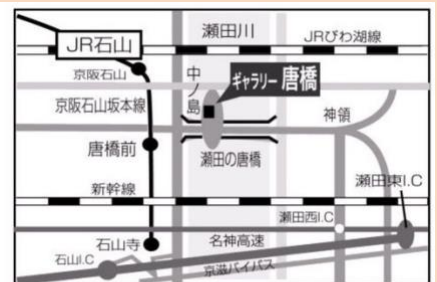 瀬田川
JRびわ湖線
JR石山
京阪石山
中ノ島
ギャラリー 唐橋
京阪石山坂本線
神領
唐橋前
瀬田の唐橋
新幹線
瀬田東I.C
瀬田西I.C
石山寺
名神高速
石山I.C
京滋バイパス